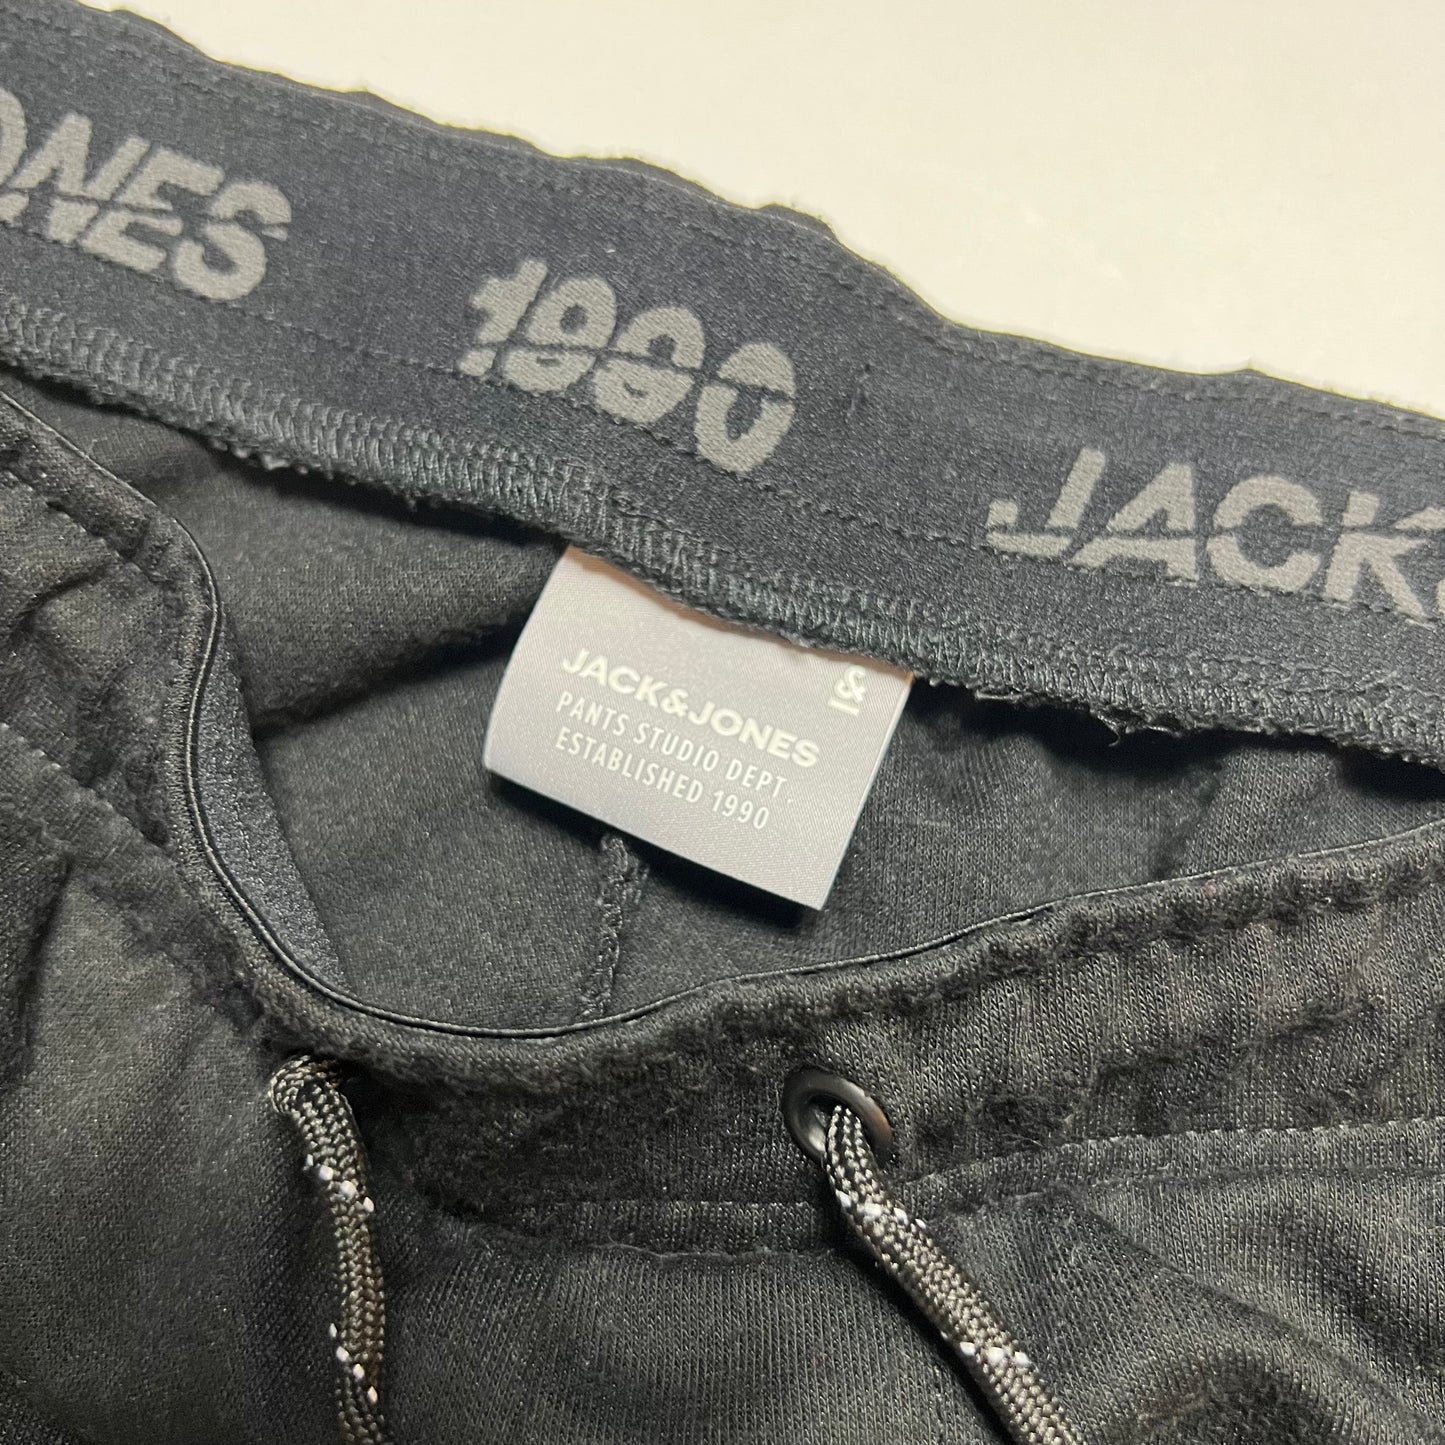 JONES 1990 JACK&
&
JACK&JONES
PANTS STUDIO DEPT.
ESTABLISHED 1990